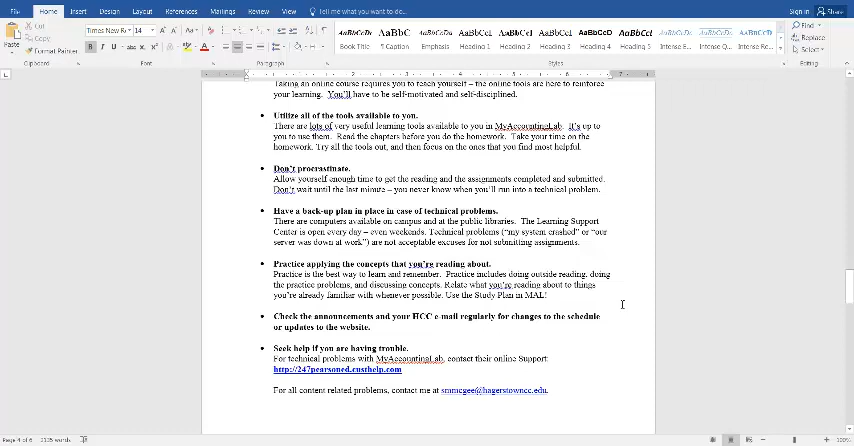 File Home Insert Design Layout References Mailings Review View Tell me what you want to do... Sign in Share
Cut
Copy
Format Painter
Paste
Times New Ro 14
Find
Replace
Select
AaBbCcDc AaBbC AaBbCcDc AaBbCcI AaBbCcI AaBbCcI AaBbCcD AaBbCcI AaBbCcDc AaBbCcDc AaBbCcDc
Book Title ¶ Caption Emphasis Heading 1 Heading 2 Heading 3 Heading 4 Heading 5 Intense E... Intense Q... Intense Re...
Clipboard Font Paragraph Styles Editing
Taking an online course requires you to teach yourself – the online tools are here to reinforce
your learning. You'll have to be self-motivated and self-disciplined.
• Utilize all of the tools available to you.
There are lots of very useful learning tools available to you in MyAccountingLab. It's up to
you to use them. Read the chapters before you do the homework. Take your time on the
homework. Try all the tools out, and then focus on the ones that you find most helpful.
• Don't procrastinate.
Allow yourself enough time to get the reading and the assignments completed and submitted.
Don't wait until the last minute – you never know when you'll run into a technical problem.
• Have a back-up plan in place in case of technical problems.
There are computers available on campus and at the public libraries. The Learning Support
Center is open every day – even weekends. Technical problems ("my system crashed" or "our
server was down at work") are not acceptable excuses for not submitting assignments.
• Practice applying the concepts that you're reading about.
Practice is the best way to learn and remember. Practice includes doing outside reading, doing
the practice problems, and discussing concepts. Relate what you're reading about to things
you're already familiar with whenever possible. Use the Study Plan in MAL!
• Check the announcements and your HCC e-mail regularly for changes to the schedule
or updates to the website.
• Seek help if you are having trouble.
For technical problems with MyAccountingLab, contact their online Support:
http://247pearsoned.custhelp.com
For all content related problems, contact me at smmcgee@hagerstowncc.edu.
Page 4 of 6 2135 words 100%